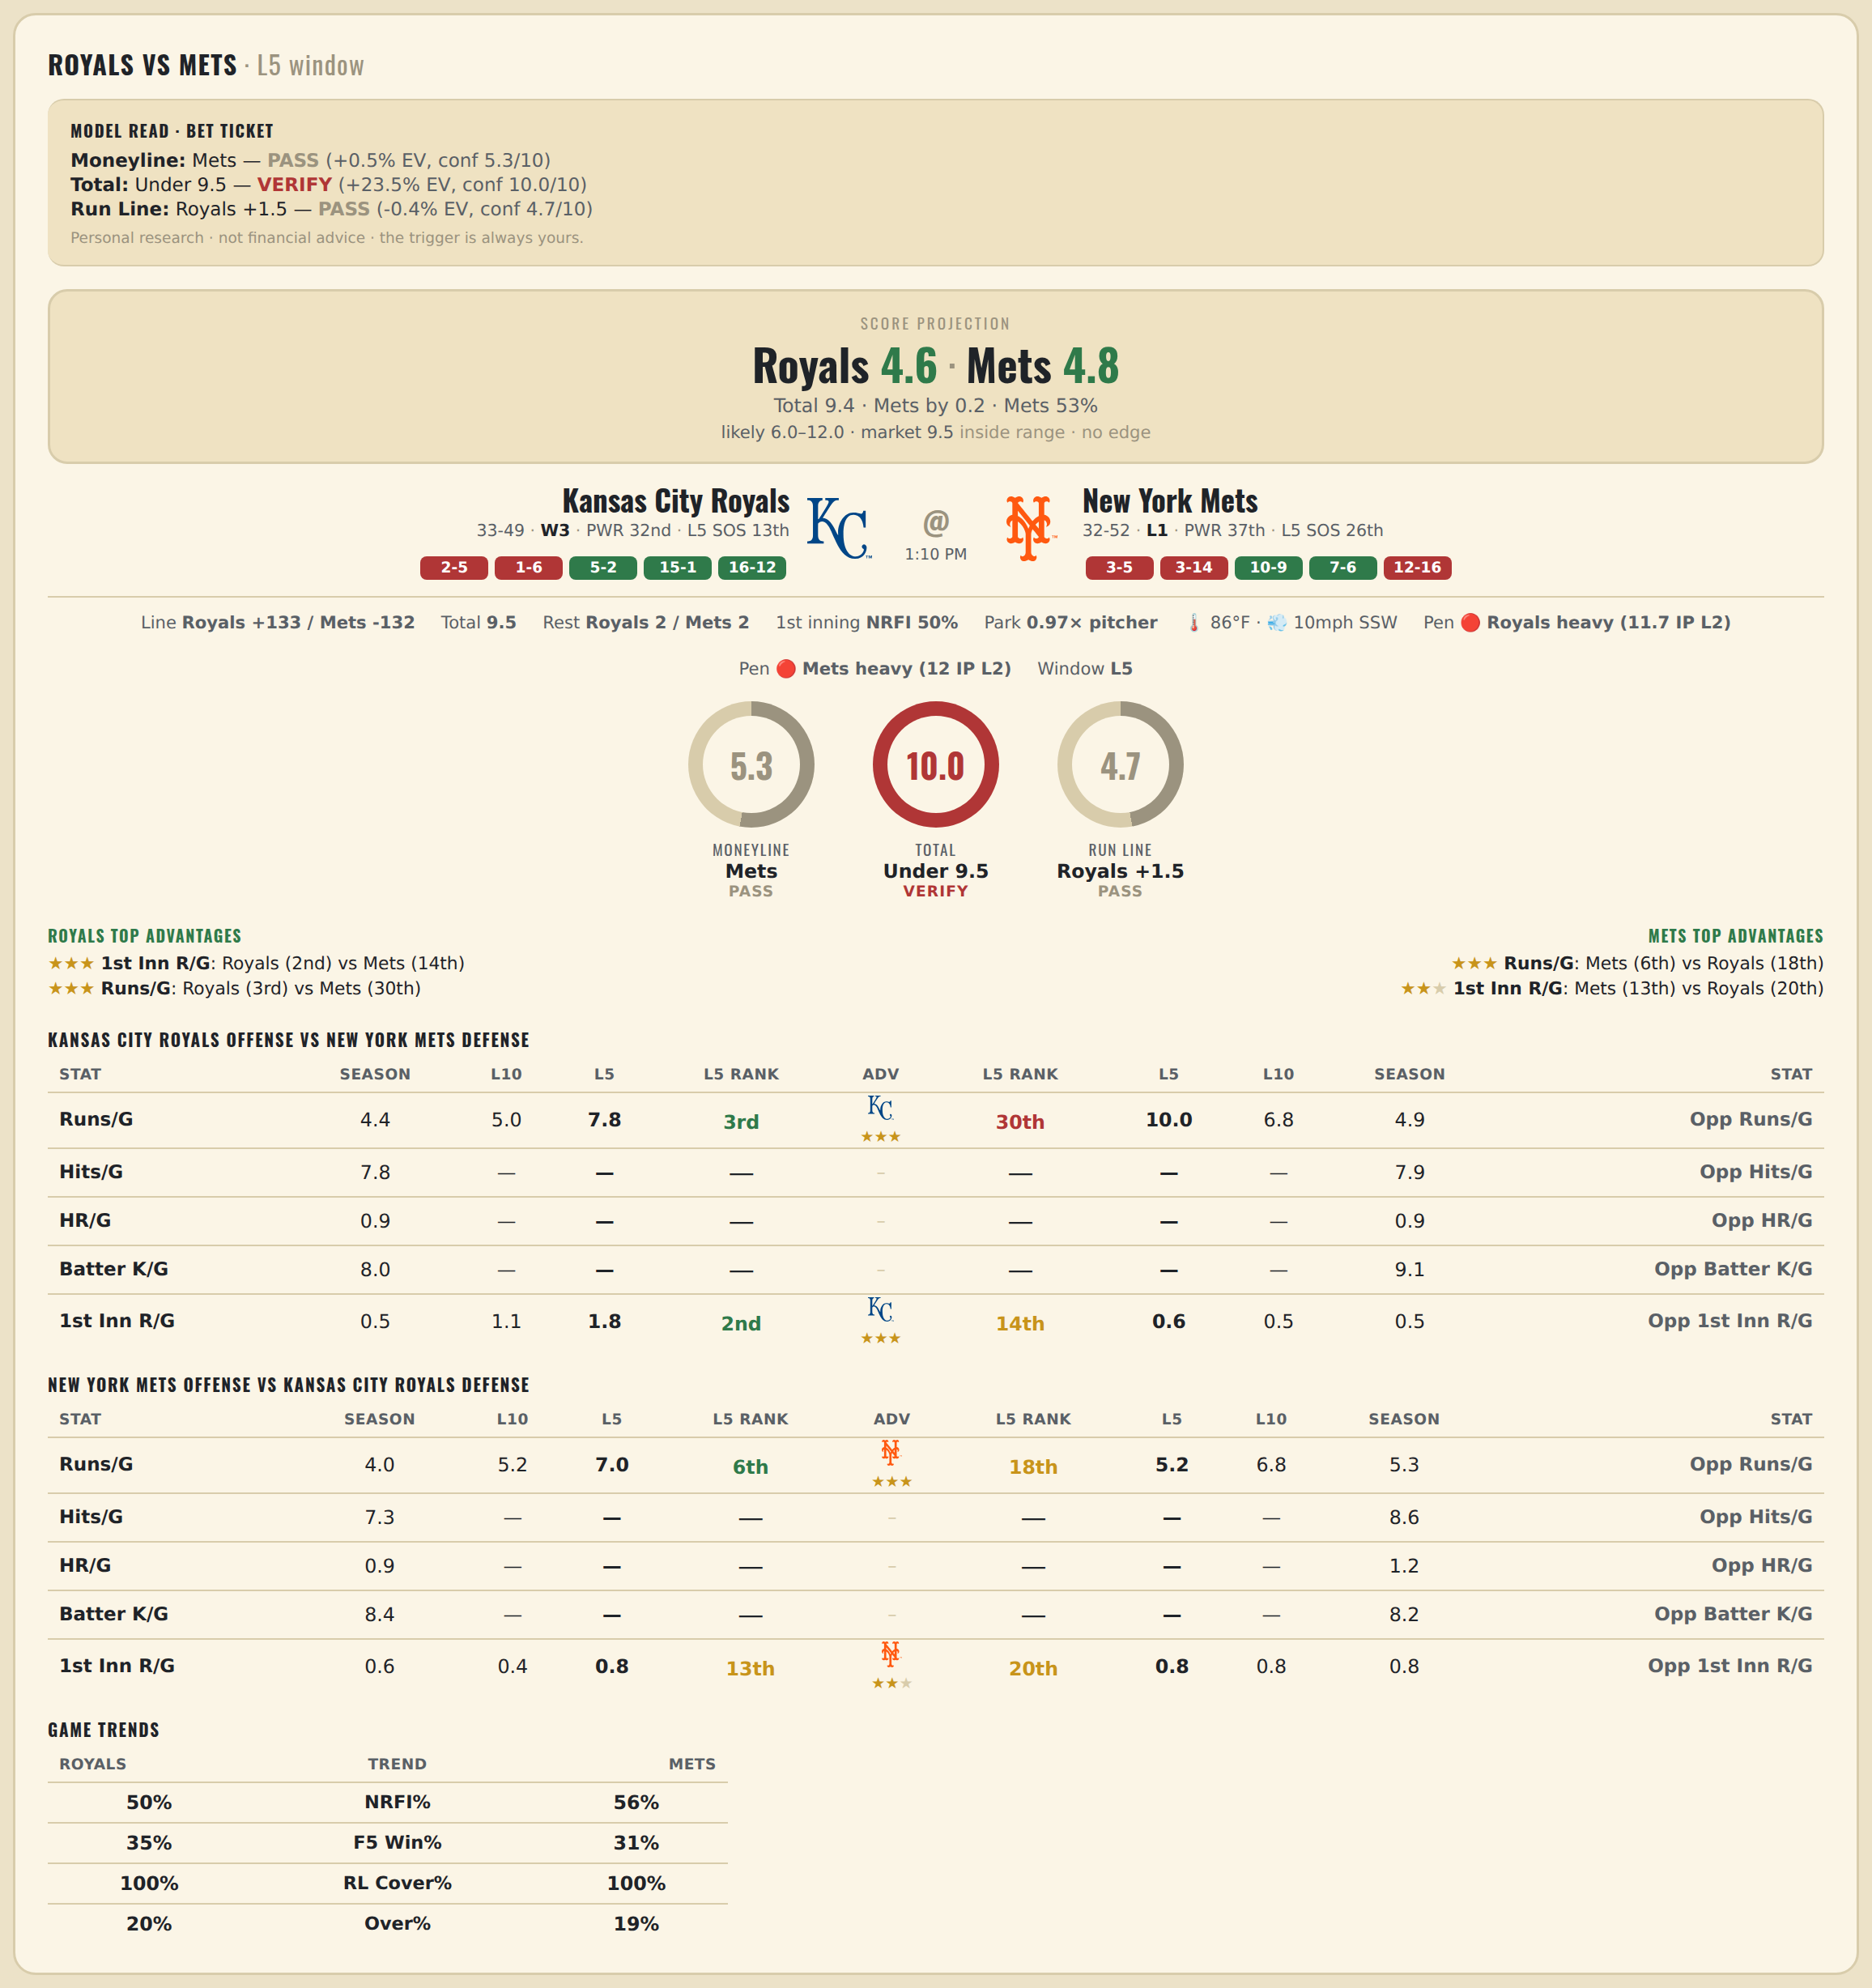 ROYALS VS METS · L5 window
MODEL READ · BET TICKET
Moneyline: Mets — PASS (+0.5% EV, conf 5.3/10)
Total: Under 9.5 — VERIFY (+23.5% EV, conf 10.0/10)
Run Line: Royals +1.5 — PASS (-0.4% EV, conf 4.7/10)
Personal research · not financial advice · the trigger is always yours.
SCORE PROJECTION
Royals 4.6 · Mets 4.8
Total 9.4 · Mets by 0.2 · Mets 53%
likely 6.0–12.0 · market 9.5 inside range · no edge
Kansas City Royals
33-49 · W3 · PWR 32nd · L5 SOS 13th
2-5 1-6 5-2 15-1 16-12
KC
@
1:10 PM
NY
New York Mets
32-52 · L1 · PWR 37th · L5 SOS 26th
3-5 3-14 10-9 7-6 12-16
Line Royals +133 / Mets -132 Total 9.5 Rest Royals 2 / Mets 2 1st inning NRFI 50% Park 0.97× pitcher 🌡️ 86°F · 💨 10mph SSW Pen 🔴 Royals heavy (11.7 IP L2)
Pen 🔴 Mets heavy (12 IP L2) Window L5
5.3 10.0 4.7
MONEYLINE TOTAL RUN LINE
Mets Under 9.5 Royals +1.5
PASS VERIFY PASS
ROYALS TOP ADVANTAGES
★★★ 1st Inn R/G: Royals (2nd) vs Mets (14th)
★★★ Runs/G: Royals (3rd) vs Mets (30th)
METS TOP ADVANTAGES
★★★ Runs/G: Mets (6th) vs Royals (18th)
★★★ 1st Inn R/G: Mets (13th) vs Royals (20th)
KANSAS CITY ROYALS OFFENSE VS NEW YORK METS DEFENSE
STAT SEASON L10 L5 L5 RANK ADV L5 RANK L5 L10 SEASON STAT
Runs/G 4.4 5.0 7.8 3rd KC ★★★ 30th 10.0 6.8 4.9 Opp Runs/G
Hits/G 7.8 — — — – — — — 7.9 Opp Hits/G
HR/G 0.9 — — — – — — — 0.9 Opp HR/G
Batter K/G 8.0 — — — – — — — 9.1 Opp Batter K/G
1st Inn R/G 0.5 1.1 1.8 2nd KC ★★★ 14th 0.6 0.5 0.5 Opp 1st Inn R/G
NEW YORK METS OFFENSE VS KANSAS CITY ROYALS DEFENSE
STAT SEASON L10 L5 L5 RANK ADV L5 RANK L5 L10 SEASON STAT
Runs/G 4.0 5.2 7.0 6th NY ★★★ 18th 5.2 6.8 5.3 Opp Runs/G
Hits/G 7.3 — — — – — — — 8.6 Opp Hits/G
HR/G 0.9 — — — – — — — 1.2 Opp HR/G
Batter K/G 8.4 — — — – — — — 8.2 Opp Batter K/G
1st Inn R/G 0.6 0.4 0.8 13th NY ★★★ 20th 0.8 0.8 0.8 Opp 1st Inn R/G
GAME TRENDS
ROYALS TREND METS
50% NRFI% 56%
35% F5 Win% 31%
100% RL Cover% 100%
20% Over% 19%